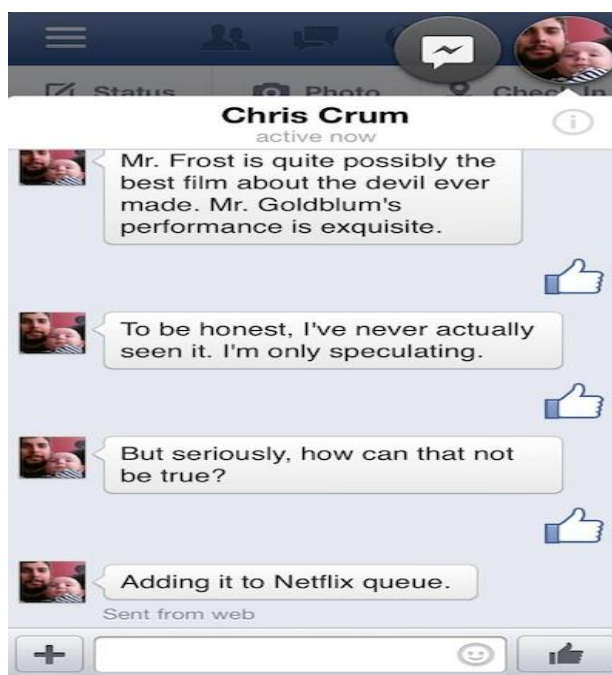 Status Photo Check In
Chris Crum
active now
Mr. Frost is quite possibly the
best film about the devil ever
made. Mr. Goldblum's
performance is exquisite.
To be honest, I've never actually
seen it. I'm only speculating.
But seriously, how can that not
be true?
Adding it to Netflix queue.
Sent from web